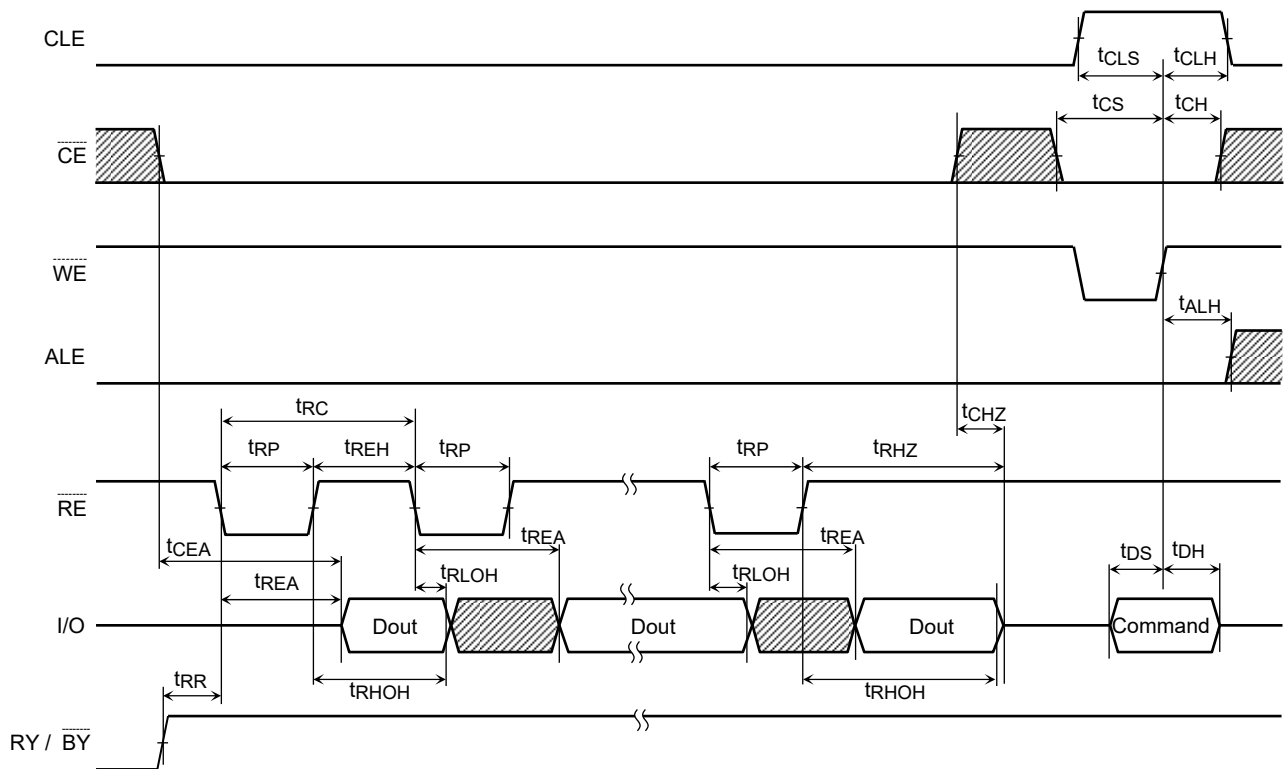 CLE
tCLS tCLH
tCS tCH
CE
WE
tALH
ALE
tRC
tCHZ
tRP tREH tRP tRP tRHZ
RE
tCEA tREA tREA
tDS tDH
tREA tRLOH tRLOH
I/O Dout Dout Dout Command
tRR tRHOH tRHOH
RY / BY